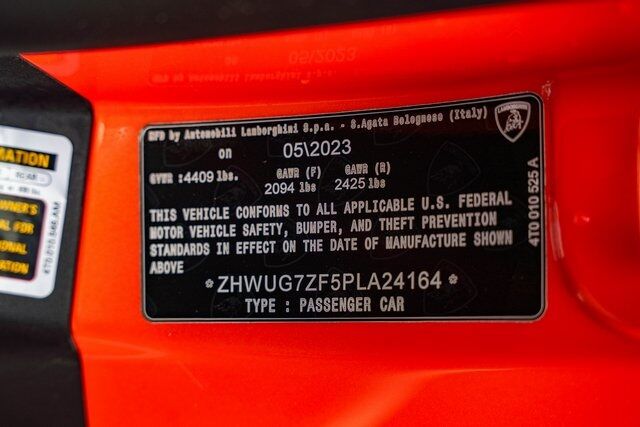 MFD by Automobili Lamborghini S.p.a. - S.Agata Bolognese (Italy)
on 05\2023
GVWR :4409 lbs.
GAWR (F) GAWR (R)
2094 lbs 2425 lbs
THIS VEHICLE CONFORMS TO ALL APPLICABLE U.S. FEDERAL
MOTOR VEHICLE SAFETY, BUMPER, AND THEFT PREVENTION
STANDARDS IN EFFECT ON THE DATE OF MANUFACTURE SHOWN
ABOVE
*ZHWUG7ZF5PLA24164*
TYPE : PASSENGER CAR
4T0 010 525 A